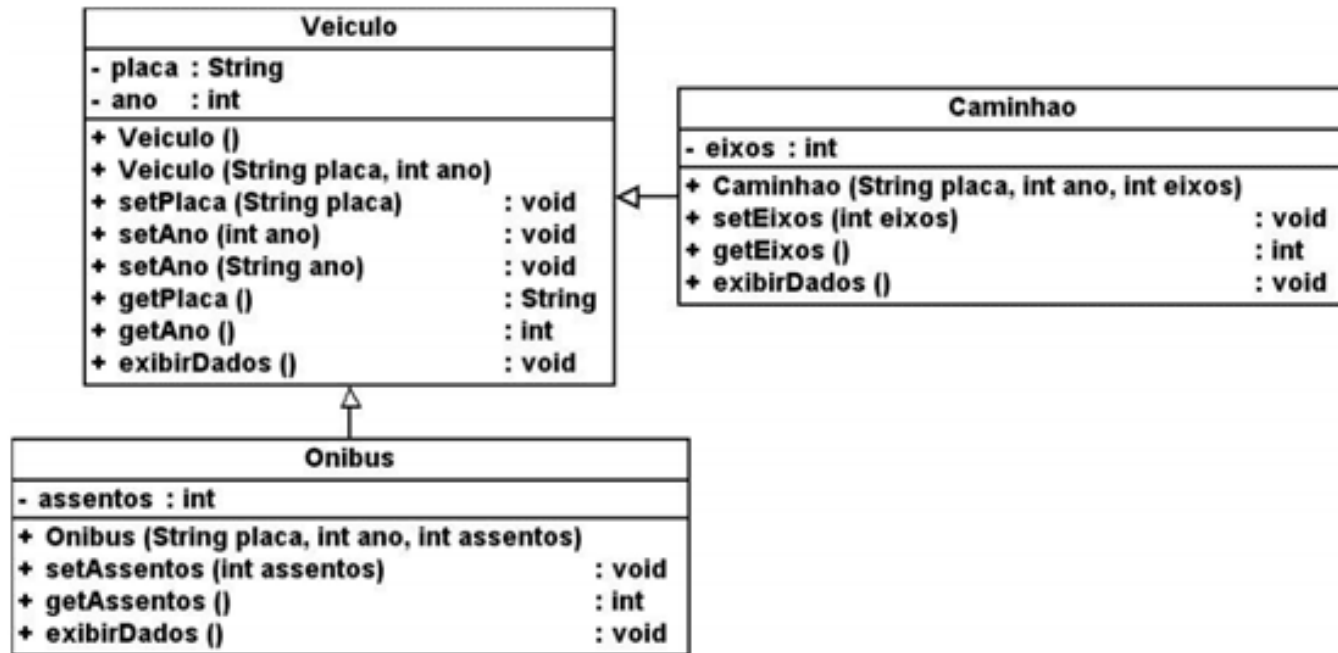 Veiculo
- placa : String
- ano : int
+ Veiculo ()
+ Veiculo (String placa, int ano)
+ setPlaca (String placa) : void
+ setAno (int ano) : void
+ setAno (String ano) : void
+ getPlaca () : String
+ getAno () : int
+ exibirDados () : void
Caminhao
- eixos : int
+ Caminhao (String placa, int ano, int eixos)
+ setEixos (int eixos) : void
+ getEixos () : int
+ exibirDados () : void
Onibus
- assentos : int
+ Onibus (String placa, int ano, int assentos)
+ setAssentos (int assentos) : void
+ getAssentos () : int
+ exibirDados () : void